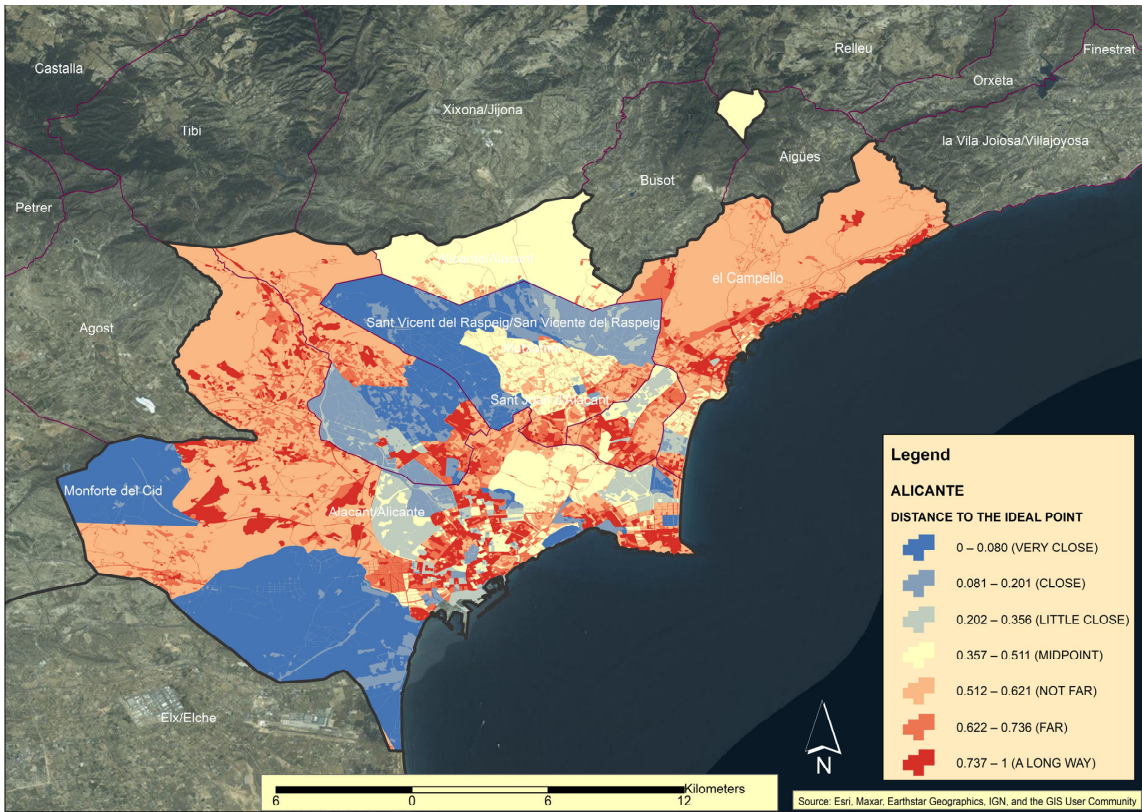 Relleu
Finestrat
Castalla
Orxeta
Xixona/Jijona
Tibi
la Vila Joiosa/Villajoyosa
Aigües
Busot
Petrer
el Campello
Agost
Sant Vicent del Raspeig/San Vicente del Raspeig
Sant Joan d'Alacant
Monforte del Cid
Alacant/Alicante
Elx/Elche
Legend
ALICANTE
DISTANCE TO THE IDEAL POINT
0 – 0.080 (VERY CLOSE)
0.081 – 0.201 (CLOSE)
0.202 – 0.356 (LITTLE CLOSE)
0.357 – 0.511 (MIDPOINT)
0.512 – 0.621 (NOT FAR)
0.622 – 0.736 (FAR)
0.737 – 1 (A LONG WAY)
N
Kilometers
6 0 6 12
Source: Esri, Maxar, Earthstar Geographics, IGN, and the GIS User Community